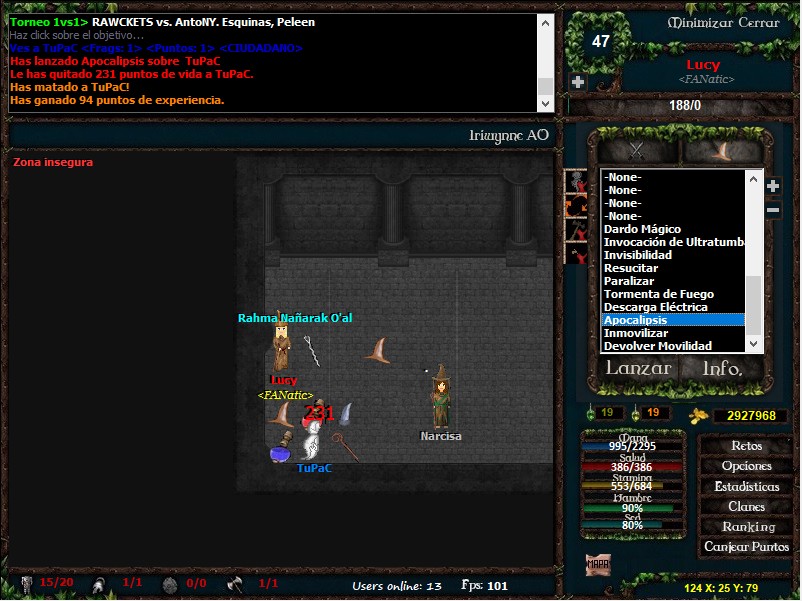 Torneo 1vs1> RAWCKETS vs. AntoNY. Esquinas, Peleen
Haz click sobre el objetivo...
Ves a TuPaC <Frags: 1> <Puntos: 1> <CIUDADANO>
Has lanzado Apocalipsis sobre TuPaC
Le has quitado 231 puntos de vida a TuPaC.
Has matado a TuPaC!
Has ganado 94 puntos de experiencia.
Minimizar Cerrar
47
Lucy
<FANatic>
188/0
Iriwynne AO
Zona insegura
-None-
-None-
-None-
-None-
Dardo Mágico
Invocación de Ultratumb
Invisibilidad
Resucitar
Paralizar
Tormenta de Fuego
Descarga Eléctrica
Apocalipsis
Inmovilizar
Devolver Movilidad
Lanzar Info.
Rahma Nañarak O'al
Lucy
<FANatic>
231
TuPaC
Narcisa
19 19 2927968
Mana
995/2295
Salud
386/386
Stamina
553/684
Hambre
90%
Sed
80%
Retos
Opciones
Estadísticas
Clanes
Ranking
Canjear Puntos
MAPA
15/20 1/1 0/0 1/1 Users online: 13 Fps: 101
124 X: 25 Y: 79